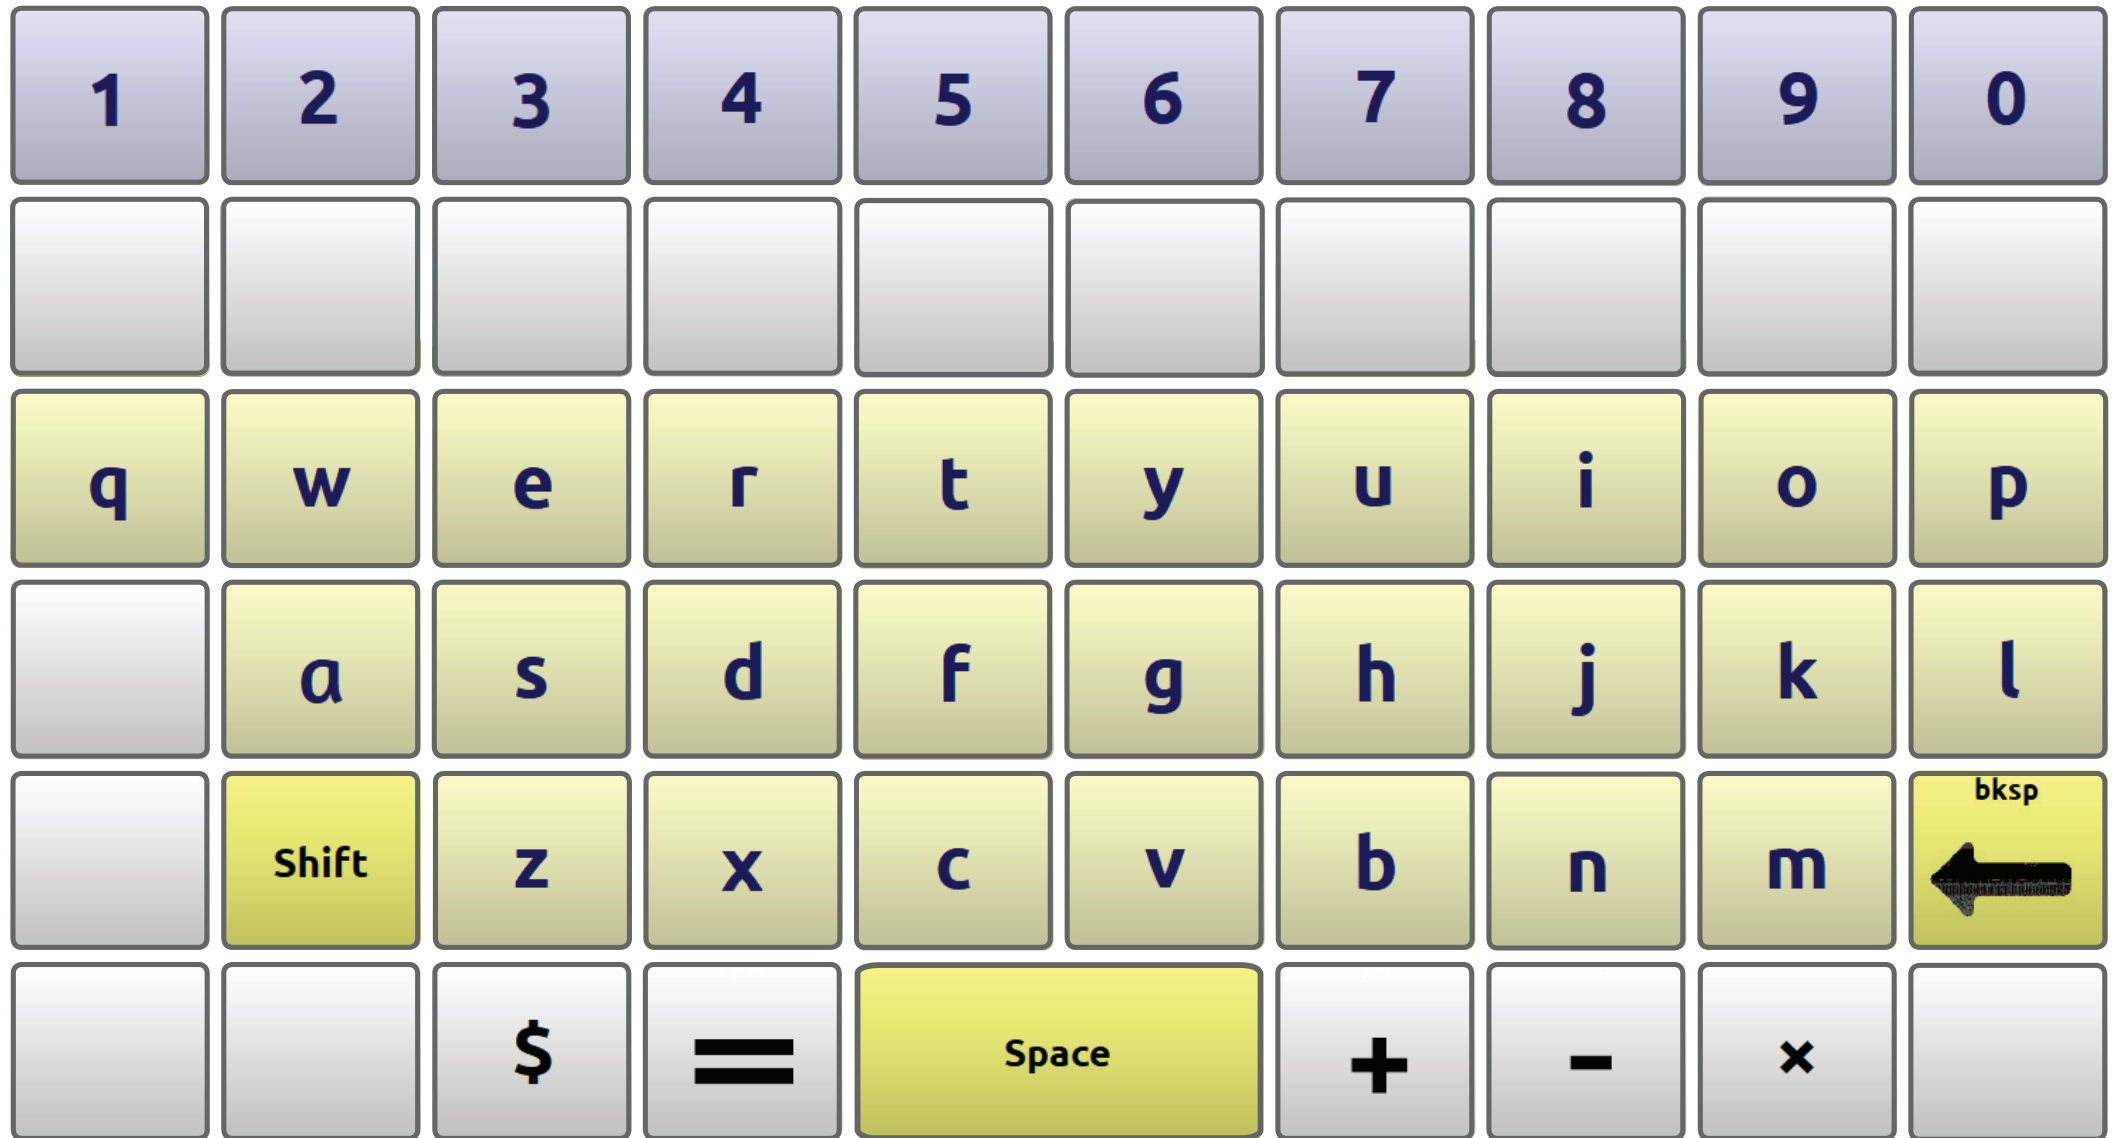 1 2 3 4 5 6 7 8 9 0
q w e r t y u i o p
a s d f g h j k l
bksp
Shift z x c v b n m
$ = Space + - ×